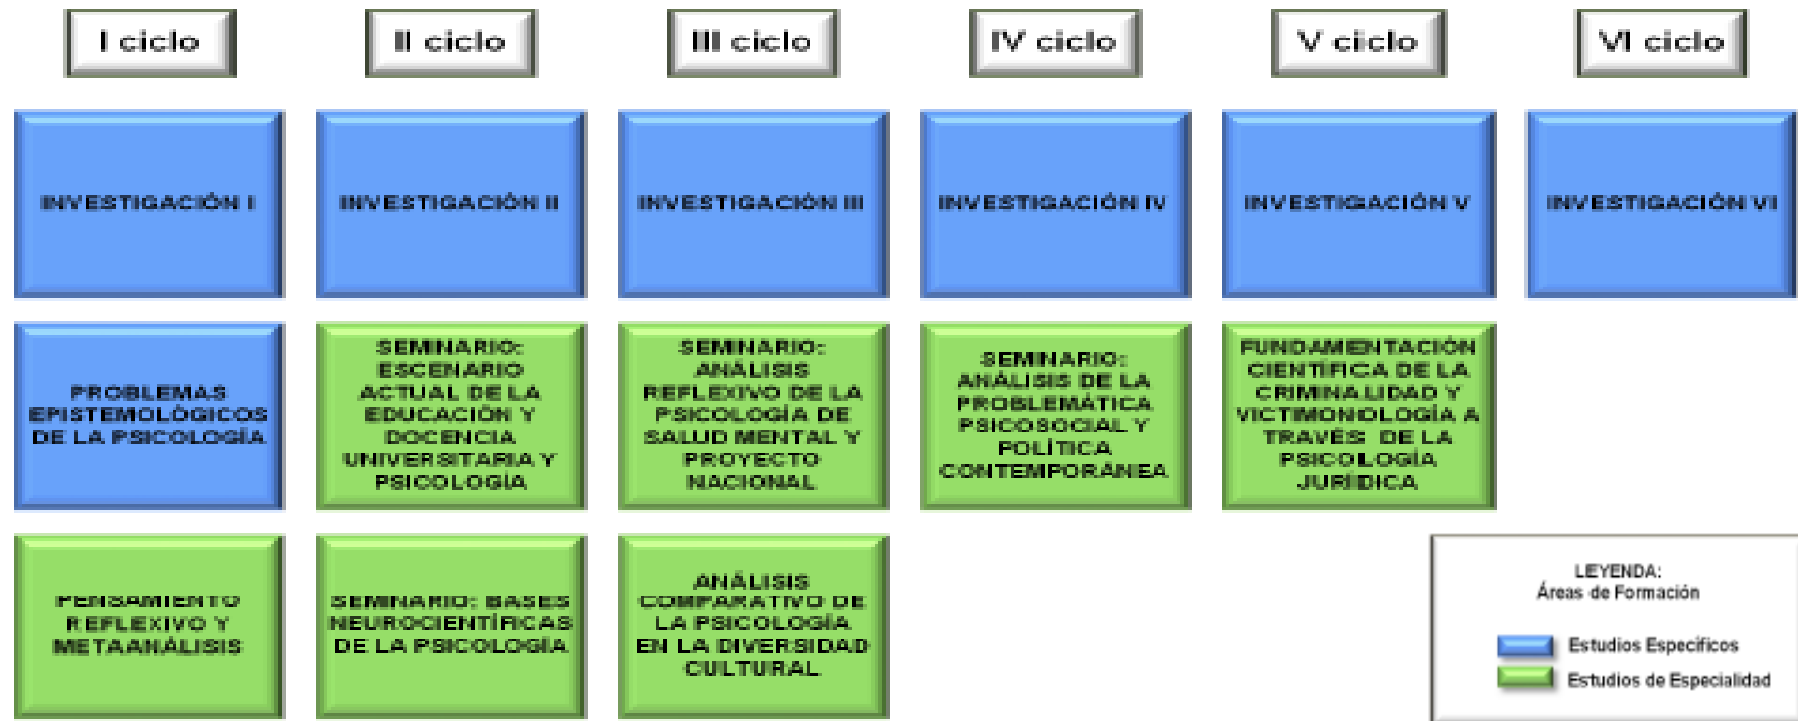 I ciclo
II ciclo
III ciclo
IV ciclo
V ciclo
VI ciclo
INVESTIGACIÓN I
INVESTIGACIÓN II
INVESTIGACIÓN III
INVESTIGACIÓN IV
INVESTIGACIÓN V
INVESTIGACIÓN VI
PROBLEMAS
EPISTEMOLÓGICOS
DE LA PSICOLOGÍA
SEMINARIO:
ESCENARIO
ACTUAL DE LA
EDUCACIÓN Y
DOCENCIA
UNIVERSITARIA Y
PSICOLOGÍA
SEMINARIO:
ANÁLISIS
REFLEXIVO DE LA
PSICOLOGÍA DE
SALUD MENTAL Y
PROYECTO
NACIONAL
SEMINARIO:
ANÁLISIS DE LA
PROBLEMÁTICA
PSICOSOCIAL Y
POLÍTICA
CONTEMPORÁNEA
FUNDAMENTACIÓN
CIENTÍFICA DE LA
CRIMINALIDAD Y
VICTIMONOLOGÍA A
TRAVÉS DE LA
PSICOLOGÍA
JURÍDICA
PENSAMIENTO
REFLEXIVO Y
METAANÁLISIS
SEMINARIO: BASES
NEUROCIENTÍFICAS
DE LA PSICOLOGÍA
ANÁLISIS
COMPARATIVO DE
LA PSICOLOGÍA
EN LA DIVERSIDAD
CULTURAL
LEYENDA:
Áreas de Formación
Estudios Específicos
Estudios de Especialidad